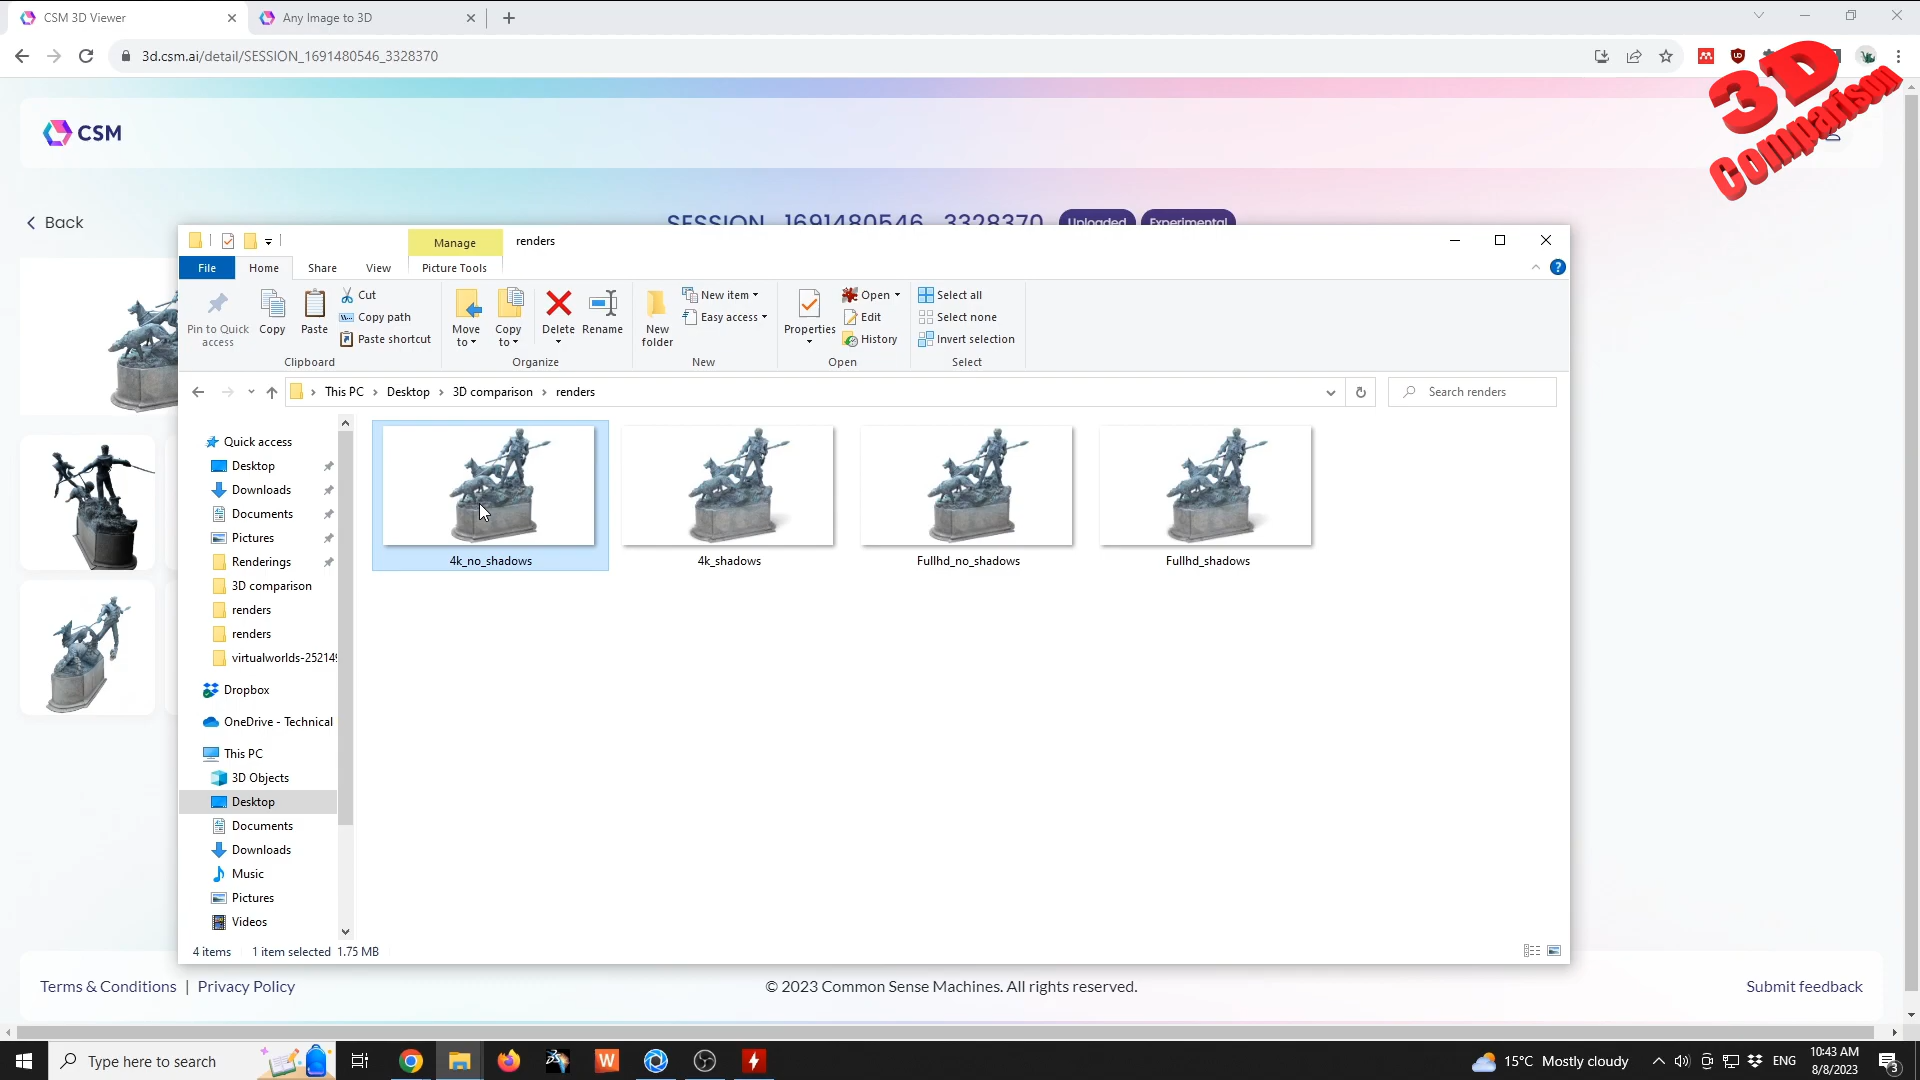 CSM 3D Viewer
Any Image to 3D
3d.csm.ai/detail/SESSION_1691480546_3328370
3D
Comparison
CSM
Back
SESSION_1691480546_3328370
Uploaded
Experimental
Manage
renders
File
Home
Share
View
Picture Tools
Pin to Quick access
Copy
Paste
Cut
Copy path
Paste shortcut
Clipboard
Move to
Copy to
Delete
Rename
Organize
New folder
New item
Easy access
New
Properties
Open
Edit
History
Open
Select all
Select none
Invert selection
Select
This PC > Desktop > 3D comparison > renders
Search renders
Quick access
Desktop
Downloads
Documents
Pictures
Renderings
3D comparison
renders
renders
virtualworlds-25214
Dropbox
OneDrive - Technical
This PC
3D Objects
Desktop
Documents
Downloads
Music
Pictures
Videos
4k_no_shadows
4k_shadows
Fullhd_no_shadows
Fullhd_shadows
4 items
1 item selected 1.75 MB
Terms & Conditions | Privacy Policy
© 2023 Common Sense Machines. All rights reserved.
Submit feedback
Type here to search
15°C Mostly cloudy
ENG
10:43 AM
8/8/2023
3